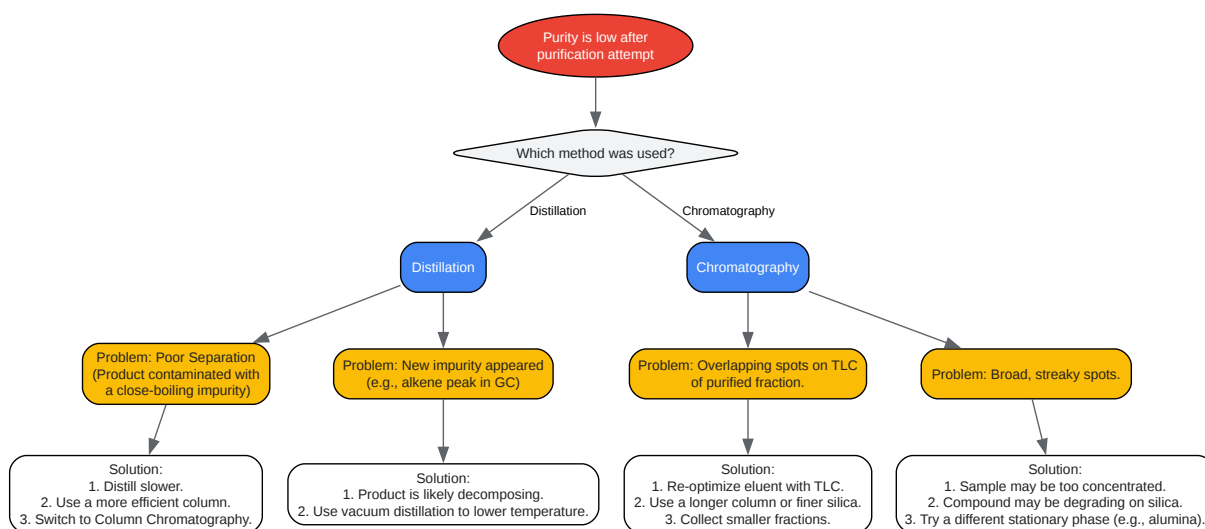 Purity is low after
purification attempt
Which method was used?
Distillation
Chromatography
Distillation
Chromatography
Problem: Poor Separation
(Product contaminated with
a close-boiling impurity)
Problem: New impurity appeared
(e.g., alkene peak in GC)
Problem: Overlapping spots on TLC
of purified fraction.
Problem: Broad, streaky spots.
Solution:
1. Distill slower.
2. Use a more efficient column.
3. Switch to Column Chromatography.
Solution:
1. Product is likely decomposing.
2. Use vacuum distillation to lower temperature.
Solution:
1. Re-optimize eluent with TLC.
2. Use a longer column or finer silica.
3. Collect smaller fractions.
Solution:
1. Sample may be too concentrated.
2. Compound may be degrading on silica.
3. Try a different stationary phase (e.g., alumina).